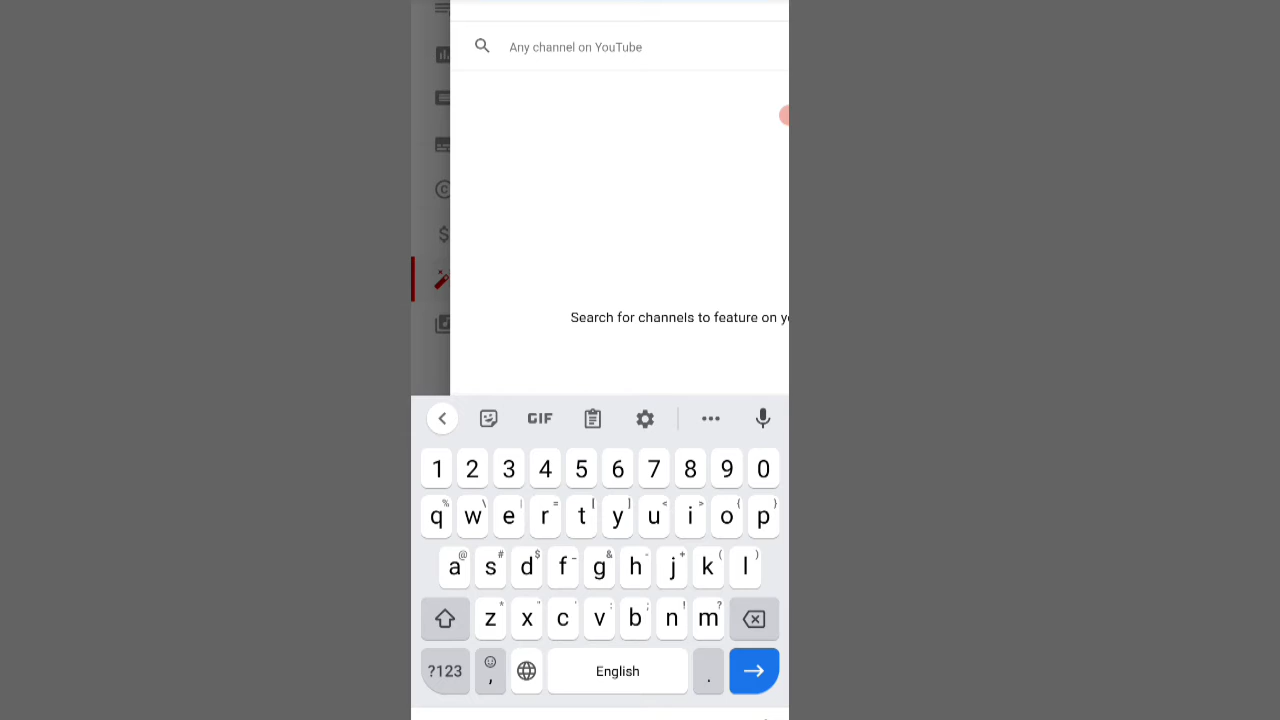 Any channel on YouTube
Search for channels to feature on y
GIF
1 2 3 4 5 6 7 8 9 0
q w e r t y u i o p
a s d f g h j k l
z x c v b n m
?123 , English .